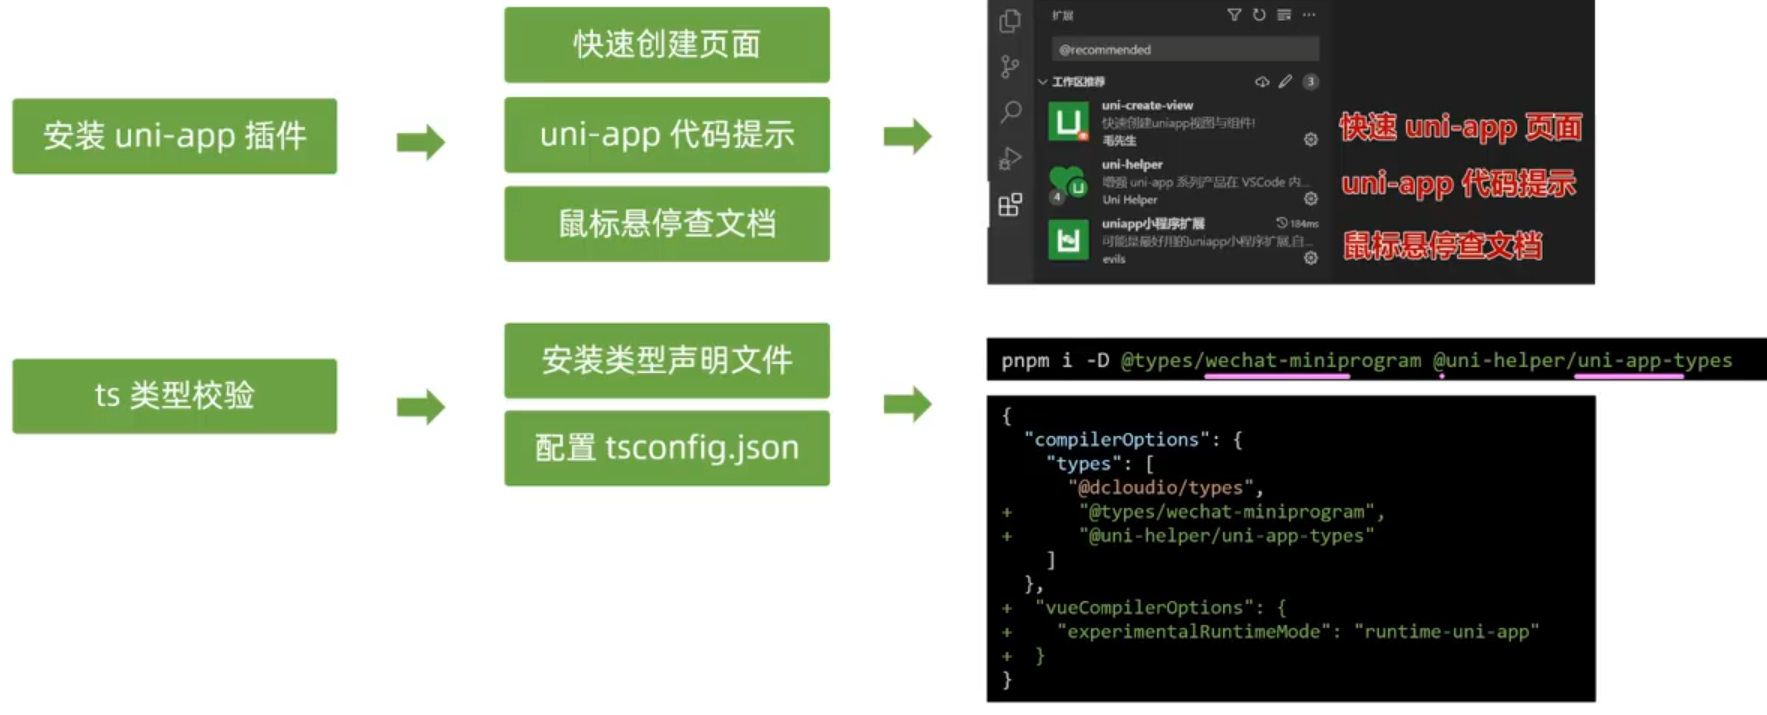 安装 uni-app 插件
快速创建页面
uni-app 代码提示
鼠标悬停查文档
扩展
@recommended
工作区推荐
3
uni-create-view
快速创建uniapp视图与组件!
毛先生
uni-helper
增强 uni-app 系列产品在 VSCode 内...
4
Uni Helper
uniapp小程序扩展
184ms
可能是最好用的uniapp小程序扩展,自...
evils
快速 uni-app 页面
uni-app 代码提示
鼠标悬停查文档
ts 类型校验
安装类型声明文件
配置 tsconfig.json
pnpm i -D @types/wechat-miniprogram @uni-helper/uni-app-types
{
"compilerOptions": {
"types": [
"@dcloudio/types",
+ "@types/wechat-miniprogram",
+ "@uni-helper/uni-app-types"
]
},
+ "vueCompilerOptions": {
+ "experimentalRuntimeMode": "runtime-uni-app"
+ }
}